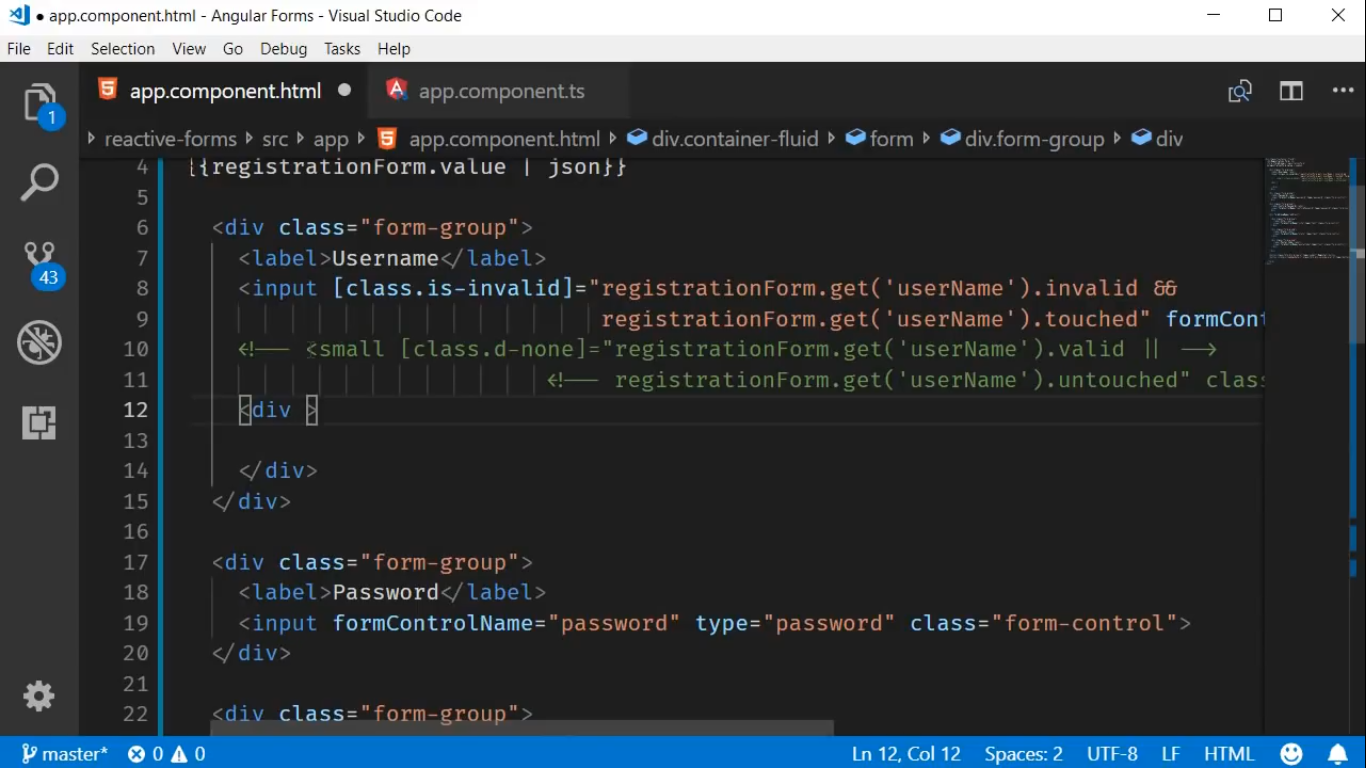 app.component.html - Angular Forms - Visual Studio Code
File Edit Selection View Go Debug Tasks Help
1 app.component.html app.component.ts
reactive-forms src app app.component.html div.container-fluid form div.form-group div
4 {{registrationForm.value | json}}
5
6 <div class="form-group">
7 <label>Username</label>
8 <input [class.is-invalid]="registrationForm.get('userName').invalid &&
9 registrationForm.get('userName').touched" formCont
10 <!-- <small [class.d-none]="registrationForm.get('userName').valid || -->
11 <!-- registrationForm.get('userName').untouched" clas
12 <div >
13
14 </div>
15 </div>
16
17 <div class="form-group">
18 <label>Password</label>
19 <input formControlName="password" type="password" class="form-control">
20 </div>
21
22 <div class="form-group">
43
master* 0 0 Ln 12, Col 12 Spaces: 2 UTF-8 LF HTML